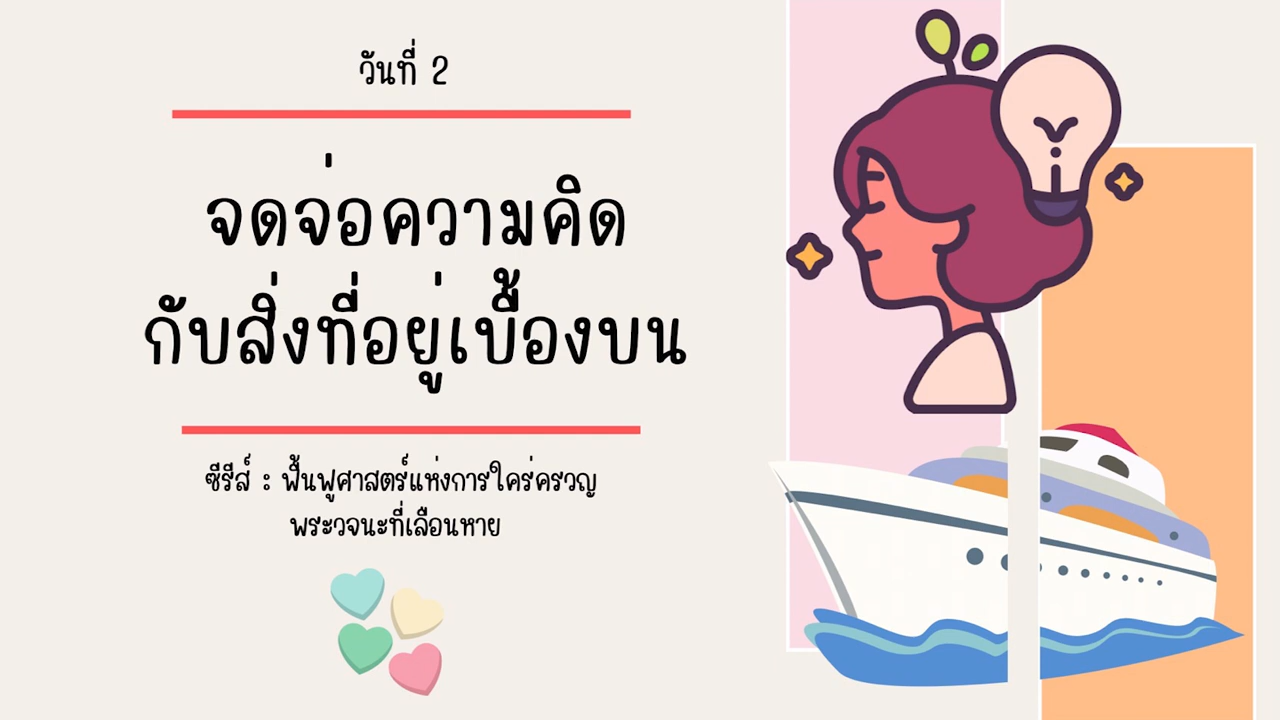 วันที่ 2
จดจ่อความคิด
กับสิ่งที่อยู่เบื้องบน
ซีรีส์ : ฟื้นฟูศาสตร์แห่งการใคร่ครวญ
พระวจนะที่เลือนหาย